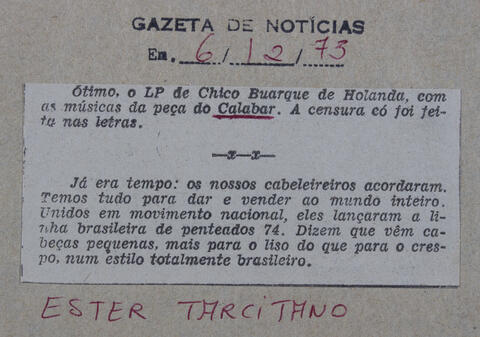 GAZETA DE NOTÍCIAS
Em. 6/12/73
Ótimo, o LP de Chico Buarque de Holanda, com
as músicas da peça do Calabar. A censura có foi fei-
ta nas letras.
—x—x—
Já era tempo: os nossos cabeleireiros acordaram.
Temos tudo para dar e vender ao mundo inteiro.
Unidos em movimento nacional, eles lançaram a li-
nha brasileira de penteados 74. Dizem que vêm ca-
beças pequenas, mais para o liso do que para o cres-
po, num estilo totalmente brasileiro.
ESTER TARCITANO